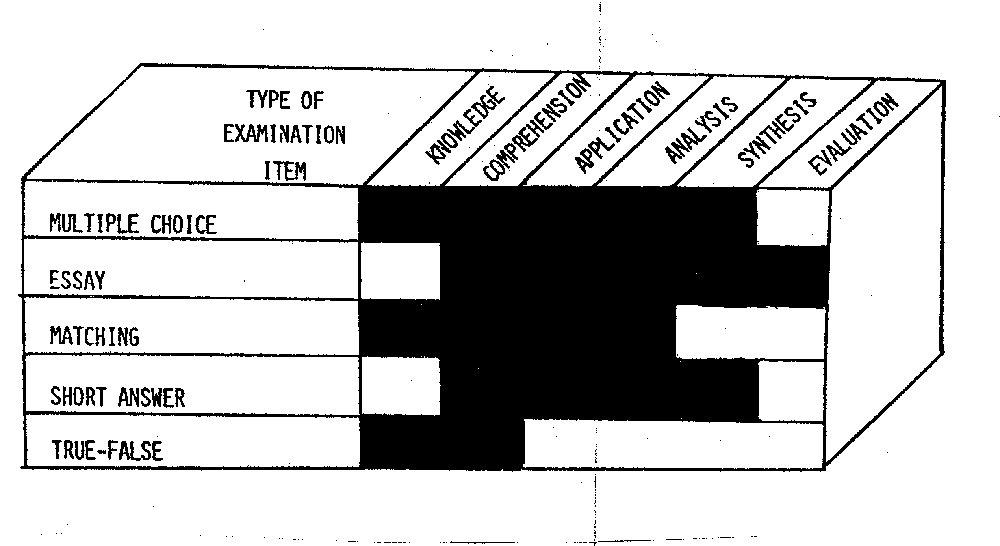 TYPE OF
EXAMINATION
ITEM
KNOWLEDGE
COMPREHENSION
APPLICATION
ANALYSIS
SYNTHESIS
EVALUATION
MULTIPLE CHOICE
ESSAY
MATCHING
SHORT ANSWER
TRUE-FALSE